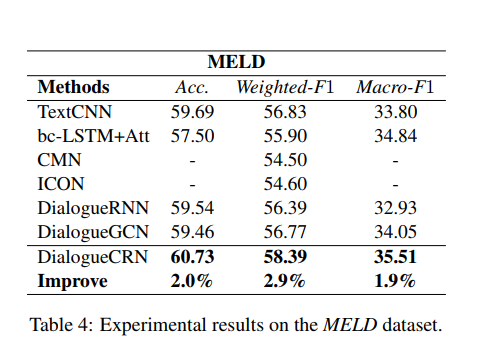 MELD
Methods Acc. Weighted-F1 Macro-F1
TextCNN 59.69 56.83 33.80
bc-LSTM+Att 57.50 55.90 34.84
CMN - 54.50 -
ICON - 54.60 -
DialogueRNN 59.54 56.39 32.93
DialogueGCN 59.46 56.77 34.05
DialogueCRN 60.73 58.39 35.51
Improve 2.0% 2.9% 1.9%
Table 4: Experimental results on the MELD dataset.